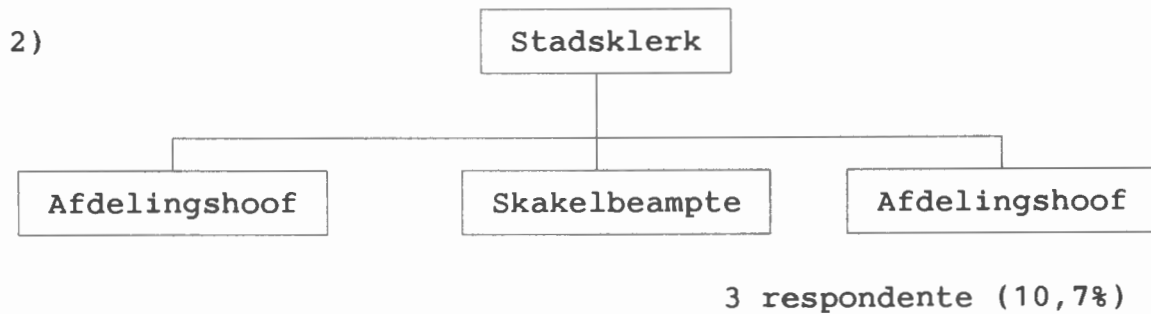 2)
Stadsklerk
Afdelingshoof
Skakelbeampte
Afdelingshoof
3 respondente (10,7%)